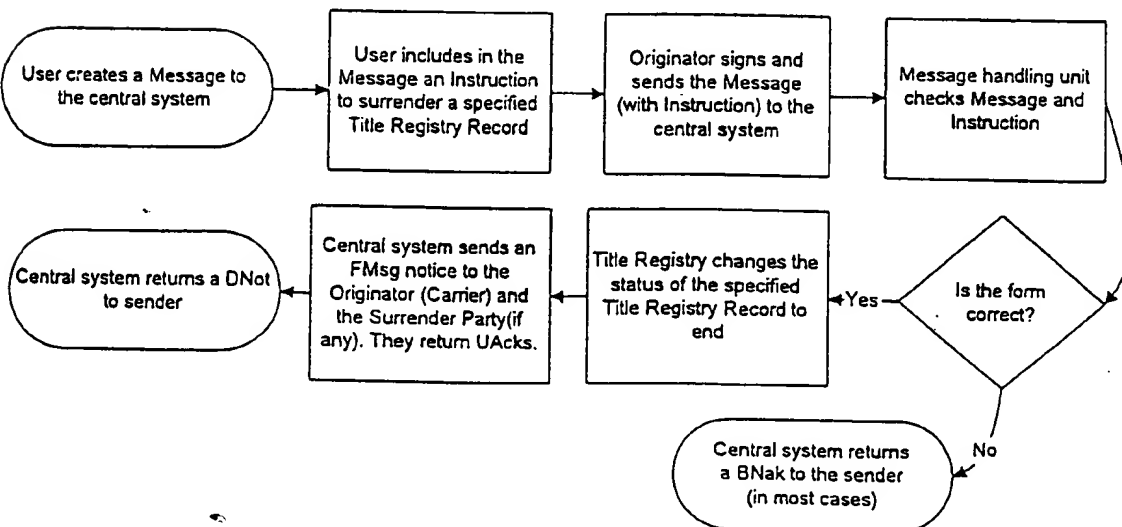 User creates a Message to
the central system
User includes in the
Message an Instruction
to surrender a specified
Title Registry Record
Originator signs and
sends the Message
(with Instruction) to the
central system
Message handling unit
checks Message and
Instruction
Is the form
correct?
Yes
Title Registry changes the
status of the specified
Title Registry Record to
end
Central system sends an
FMsg notice to the
Originator (Carrier) and
the Surrender Party(if
any). They return UAcks.
Central system returns a DNot
to sender
No
Central system returns
a BNak to the sender
(in most cases)